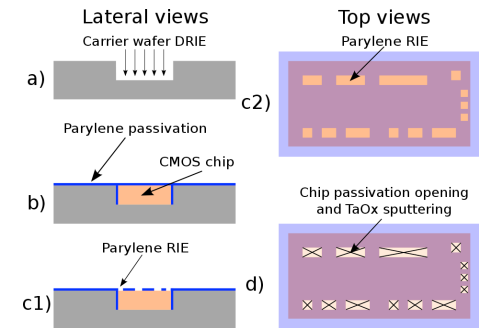 Lateral views
Top views
Carrier wafer DRIE
Parylene RIE
a)
c2)
Parylene passivation
CMOS chip
b)
Chip passivation opening
and TaOx sputtering
Parylene RIE
c1)
d)